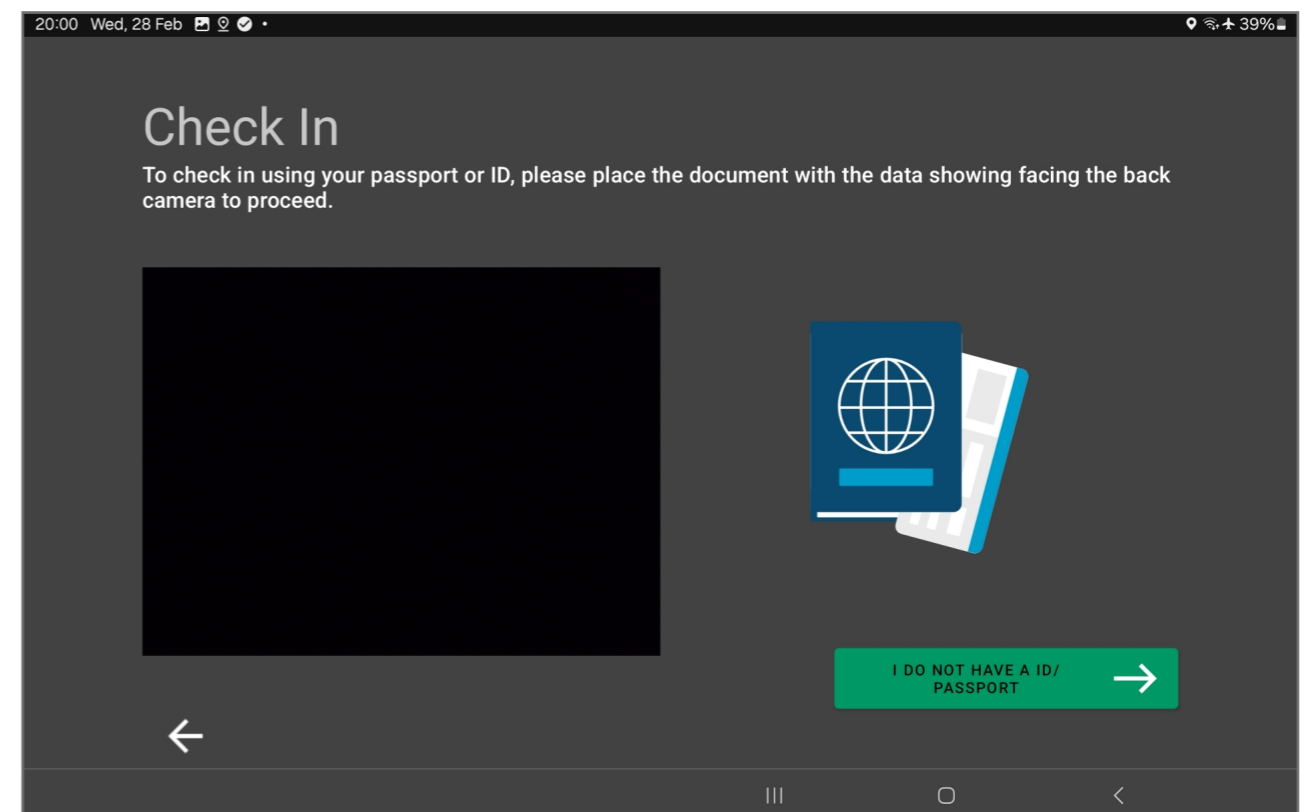 20:00 Wed, 28 Feb 39%
Check In
To check in using your passport or ID, please place the document with the data showing facing the back
camera to proceed.
I DO NOT HAVE A ID/
PASSPORT